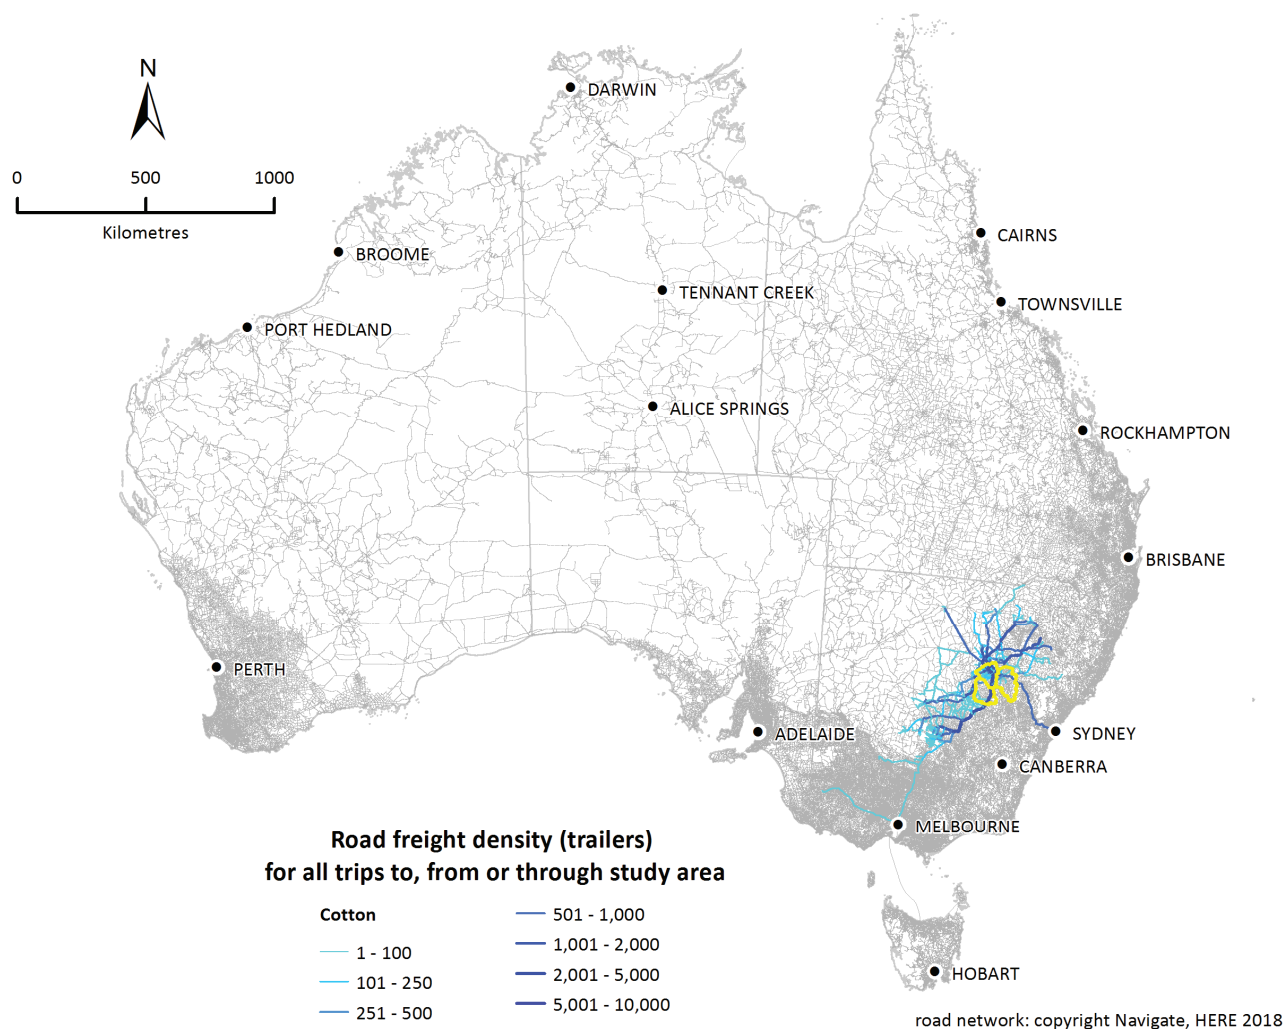 N
DARWIN
0 500 1000
Kilometres
CAIRNS
BROOME
TENNANT CREEK
TOWNSVILLE
PORT HEDLAND
ALICE SPRINGS
ROCKHAMPTON
BRISBANE
PERTH
ADELAIDE
SYDNEY
CANBERRA
MELBOURNE
Road freight density (trailers)
for all trips to, from or through study area
Cotton
1 - 100
101 - 250
251 - 500
501 - 1,000
1,001 - 2,000
2,001 - 5,000
5,001 - 10,000
HOBART
road network: copyright Navigate, HERE 2018